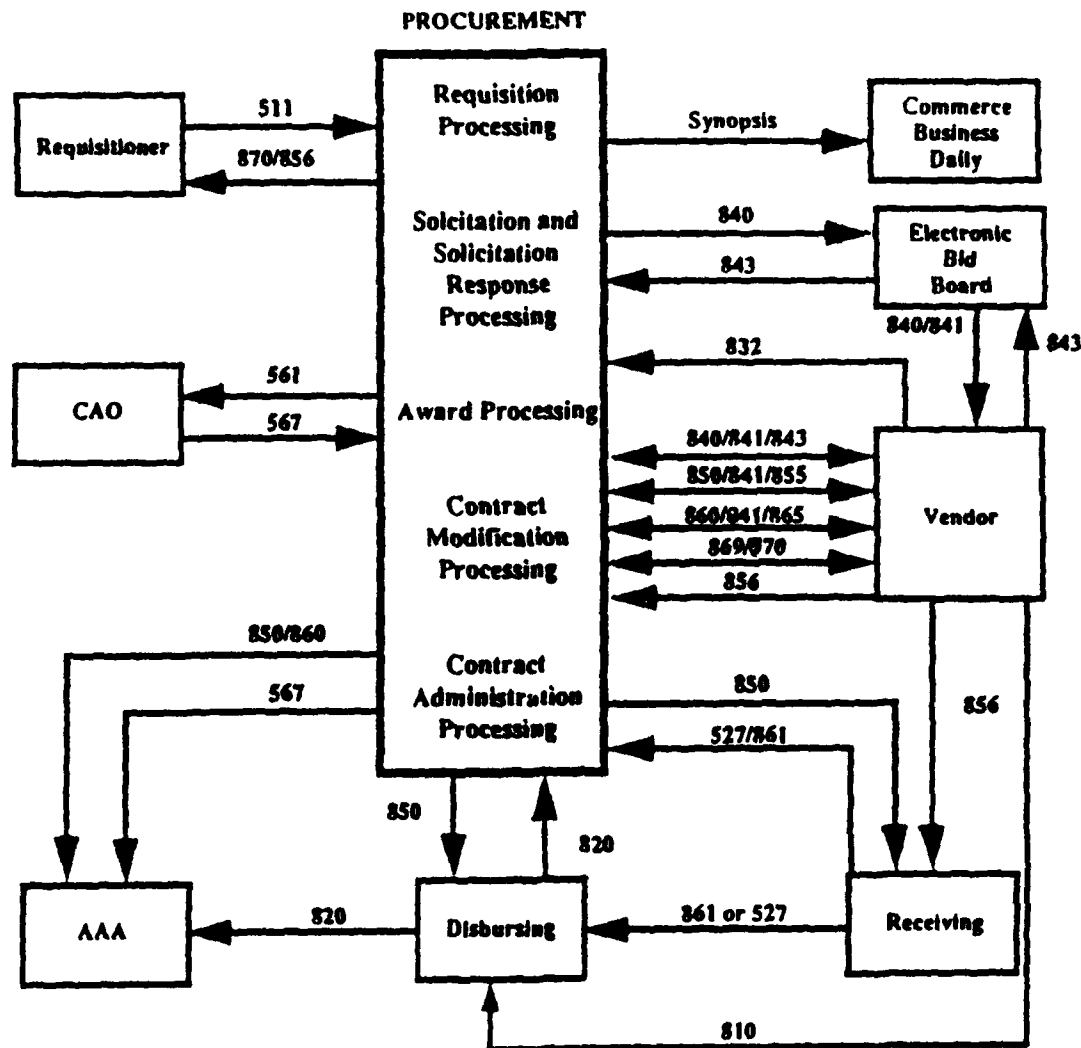 PROCUREMENT
Requisition
Processing
511
Requisitioner
870/856
Synopsis
Commerce
Business
Daily
Solcitation and
Solicitation
Response
Processing
840
843
Electronic
Bid
Board
840/841
843
832
561
CAO
567
Award Processing
840/841/843
850/841/855
860/841/865
869/870
856
Vendor
Contract
Modification
Processing
850/860
567
Contract
Administration
Processing
850
527/861
856
850
820
AAA
820
Disbursing
861 or 527
Receiving
810